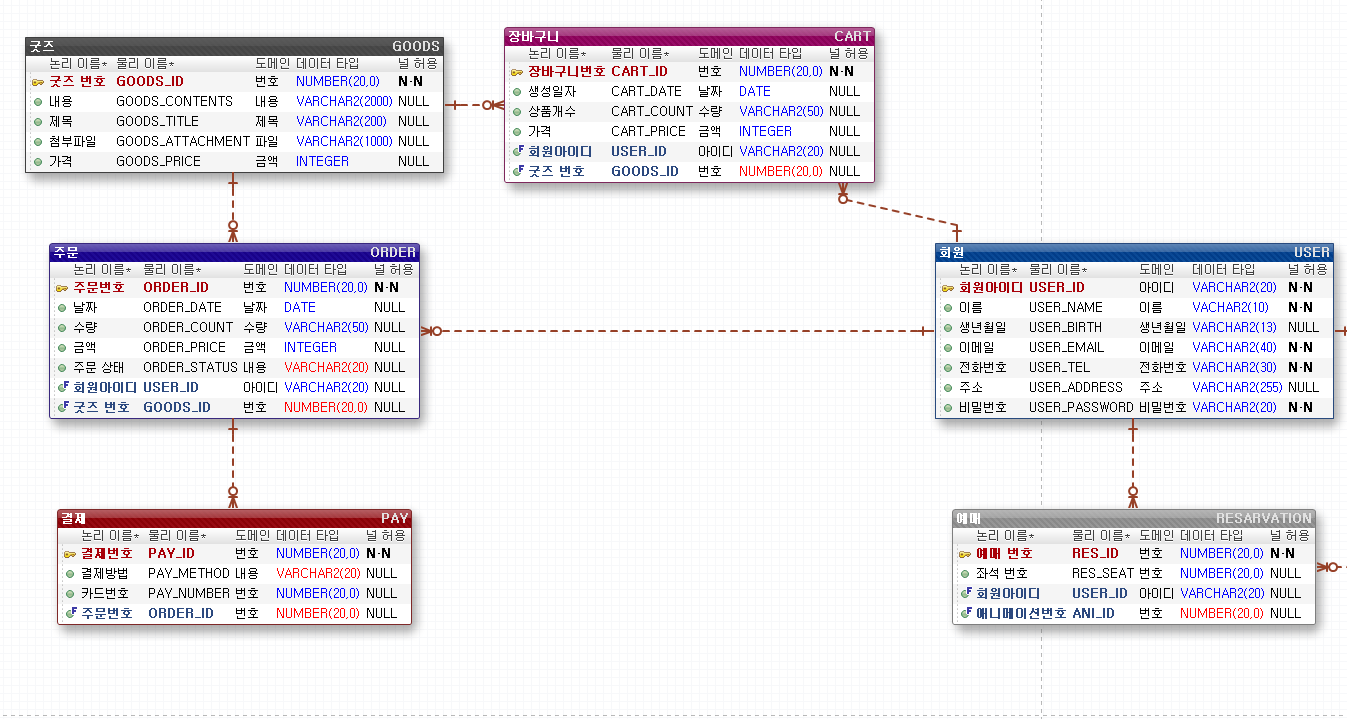 굿즈 GOODS
논리 이름* 물리 이름* 도메인 데이터 타입 널 허용
굿즈 번호 GOODS_ID 번호 NUMBER(20,0) N-N
내용 GOODS_CONTENTS 내용 VARCHAR2(2000) NULL
제목 GOODS_TITLE 제목 VARCHAR2(200) NULL
첨부파일 GOODS_ATTACHMENT 파일 VARCHAR2(1000) NULL
가격 GOODS_PRICE 금액 INTEGER NULL
장바구니 CART
논리 이름* 물리 이름* 도메인 데이터 타입 널 허용
장바구니번호 CART_ID 번호 NUMBER(20,0) N-N
생성일자 CART_DATE 날짜 DATE NULL
상품개수 CART_COUNT 수량 VARCHAR2(50) NULL
가격 CART_PRICE 금액 INTEGER NULL
F 회원아이디 USER_ID 아이디 VARCHAR2(20) NULL
F 굿즈 번호 GOODS_ID 번호 NUMBER(20,0) NULL
주문 ORDER
논리 이름* 물리 이름* 도메인 데이터 타입 널 허용
주문번호 ORDER_ID 번호 NUMBER(20,0) N-N
날짜 ORDER_DATE 날짜 DATE NULL
수량 ORDER_COUNT 수량 VARCHAR2(50) NULL
금액 ORDER_PRICE 금액 INTEGER NULL
주문 상태 ORDER_STATUS 내용 VARCHAR2(20) NULL
F 회원아이디 USER_ID 아이디 VARCHAR2(20) NULL
F 굿즈 번호 GOODS_ID 번호 NUMBER(20,0) NULL
회원 USER
논리 이름* 물리 이름* 도메인 데이터 타입 널 허용
회원아이디 USER_ID 아이디 VARCHAR2(20) N-N
이름 USER_NAME 이름 VACHAR2(10) N-N
생년월일 USER_BIRTH 생년월일 VARCHAR2(13) NULL
이메일 USER_EMAIL 이메일 VARCHAR2(40) N-N
전화번호 USER_TEL 전화번호 VARCHAR2(30) N-N
주소 USER_ADDRESS 주소 VARCHAR2(255) NULL
비밀번호 USER_PASSWORD 비밀번호 VARCHAR2(20) N-N
결제 PAY
논리 이름* 물리 이름* 도메인 데이터 타입 널 허용
결제번호 PAY_ID 번호 NUMBER(20,0) N-N
결제방법 PAY_METHOD 내용 VARCHAR2(20) NULL
카드번호 PAY_NUMBER 번호 NUMBER(20,0) NULL
F 주문번호 ORDER_ID 번호 NUMBER(20,0) NULL
예매 RESARVATION
논리 이름* 물리 이름* 도메인 데이터 타입 널 허용
예매 번호 RES_ID 번호 NUMBER(20,0) N-N
좌석 번호 RES_SEAT 번호 NUMBER(20,0) NULL
F 회원아이디 USER_ID 아이디 VARCHAR2(20) NULL
F 애니메이션번호 ANI_ID 번호 NUMBER(20,0) NULL